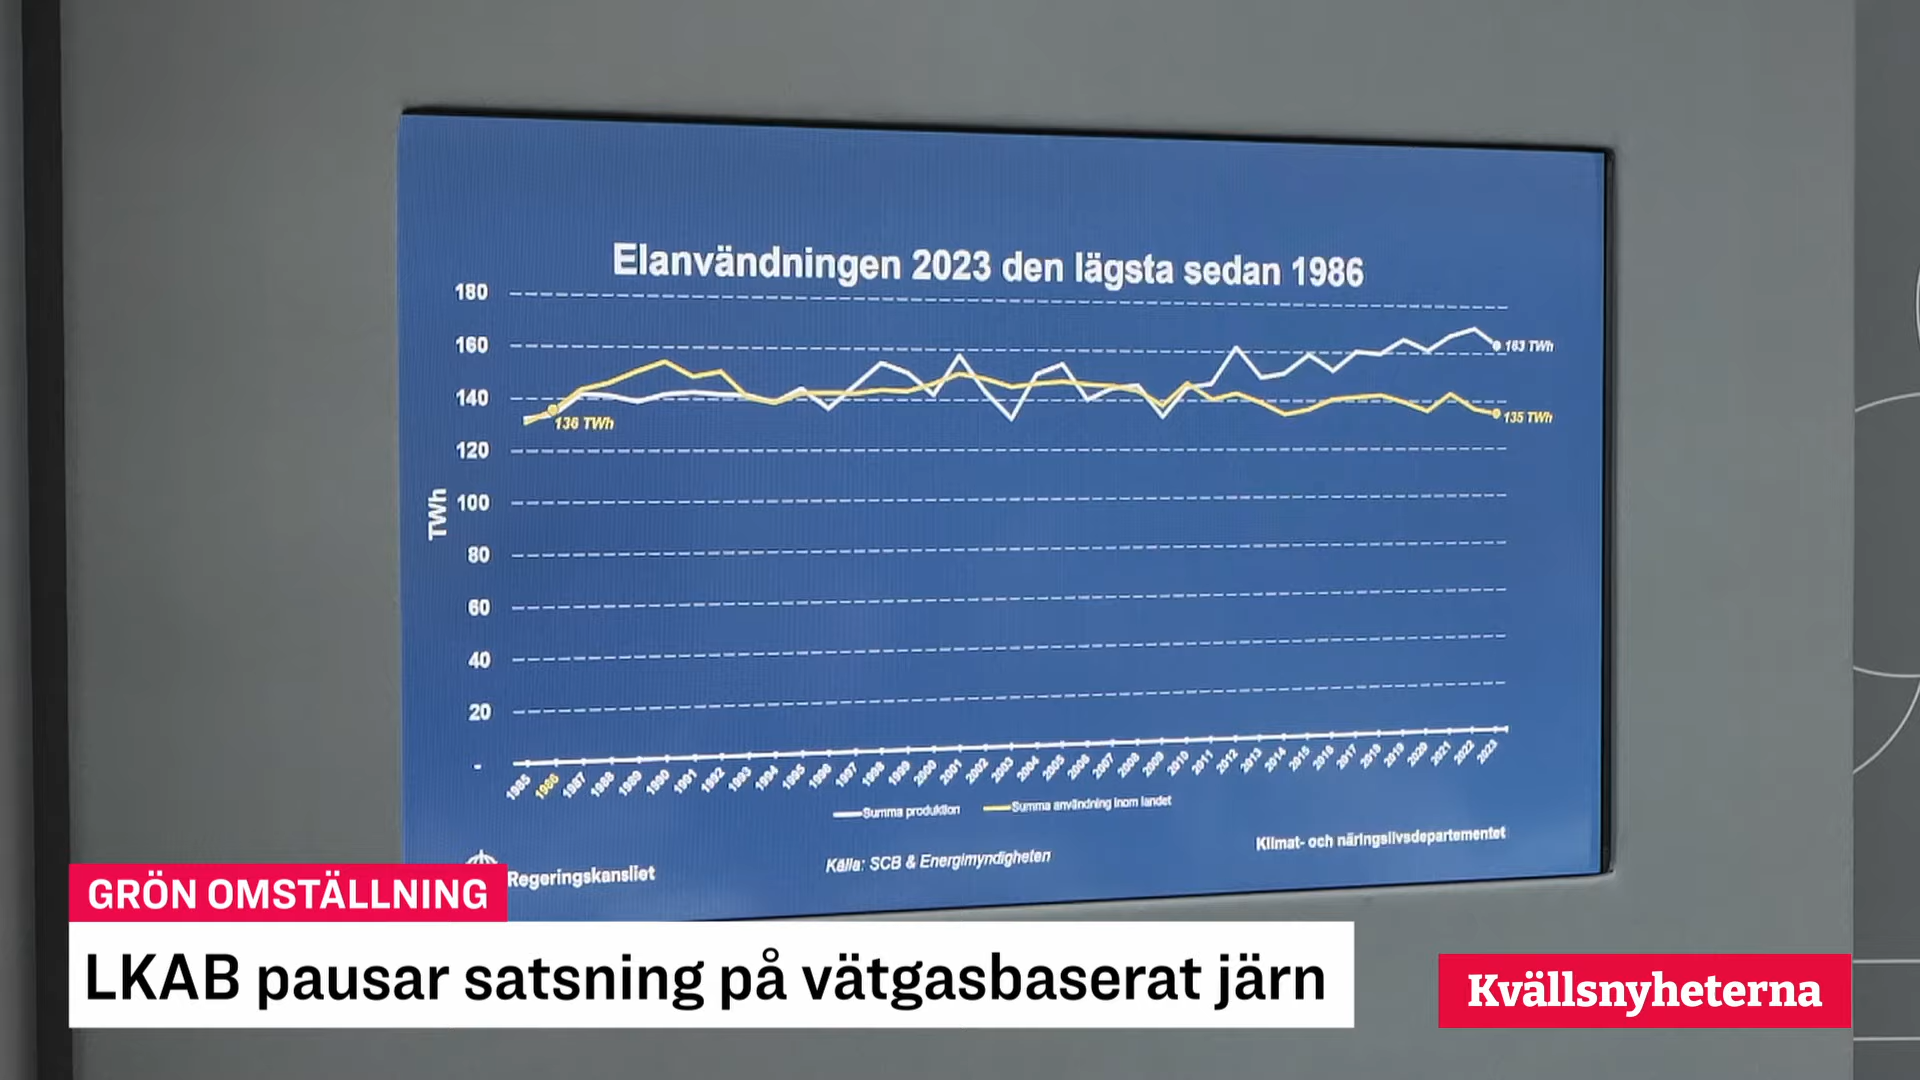 Elanvändningen 2023 den lägsta sedan 1986
180
160
140
120
100
80
60
40
20
-
TWh
136 TWh
163 TWh
135 TWh
1985 1986 1987 1988 1989 1990 1991 1992 1993 1994 1995 1996 1997 1998 1999 2000 2001 2002 2003 2004 2005 2006 2007 2008 2009 2010 2011 2012 2013 2014 2015 2016 2017 2018 2019 2020 2021 2022 2023
Summa produktion Summa användning inom landet
Klimat- och näringslivsdepartementet
Källa: SCB & Energimyndigheten
Regeringskansliet
GRÖN OMSTÄLLNING
LKAB pausar satsning på vätgasbaserat järn
Kvällsnyheterna